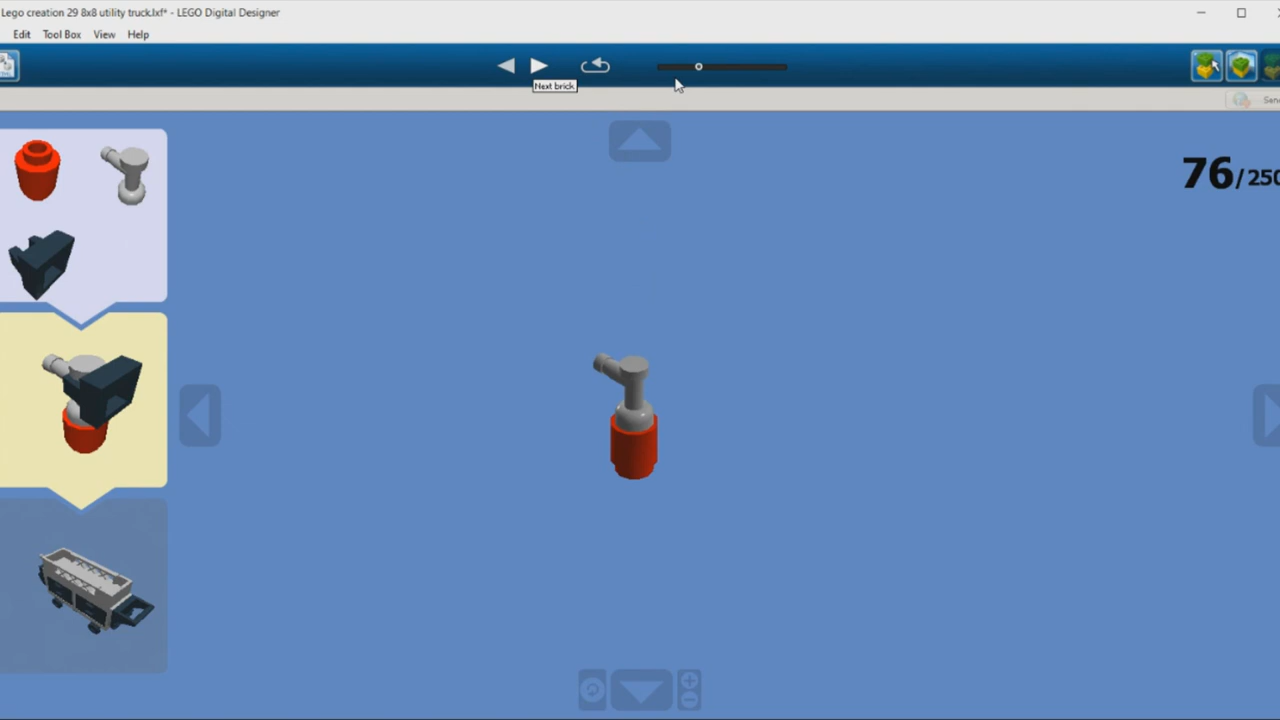 Lego creation 29 8x8 utility truck.lxf* - LEGO Digital Designer
Edit Tool Box View Help
Next brick
76/250